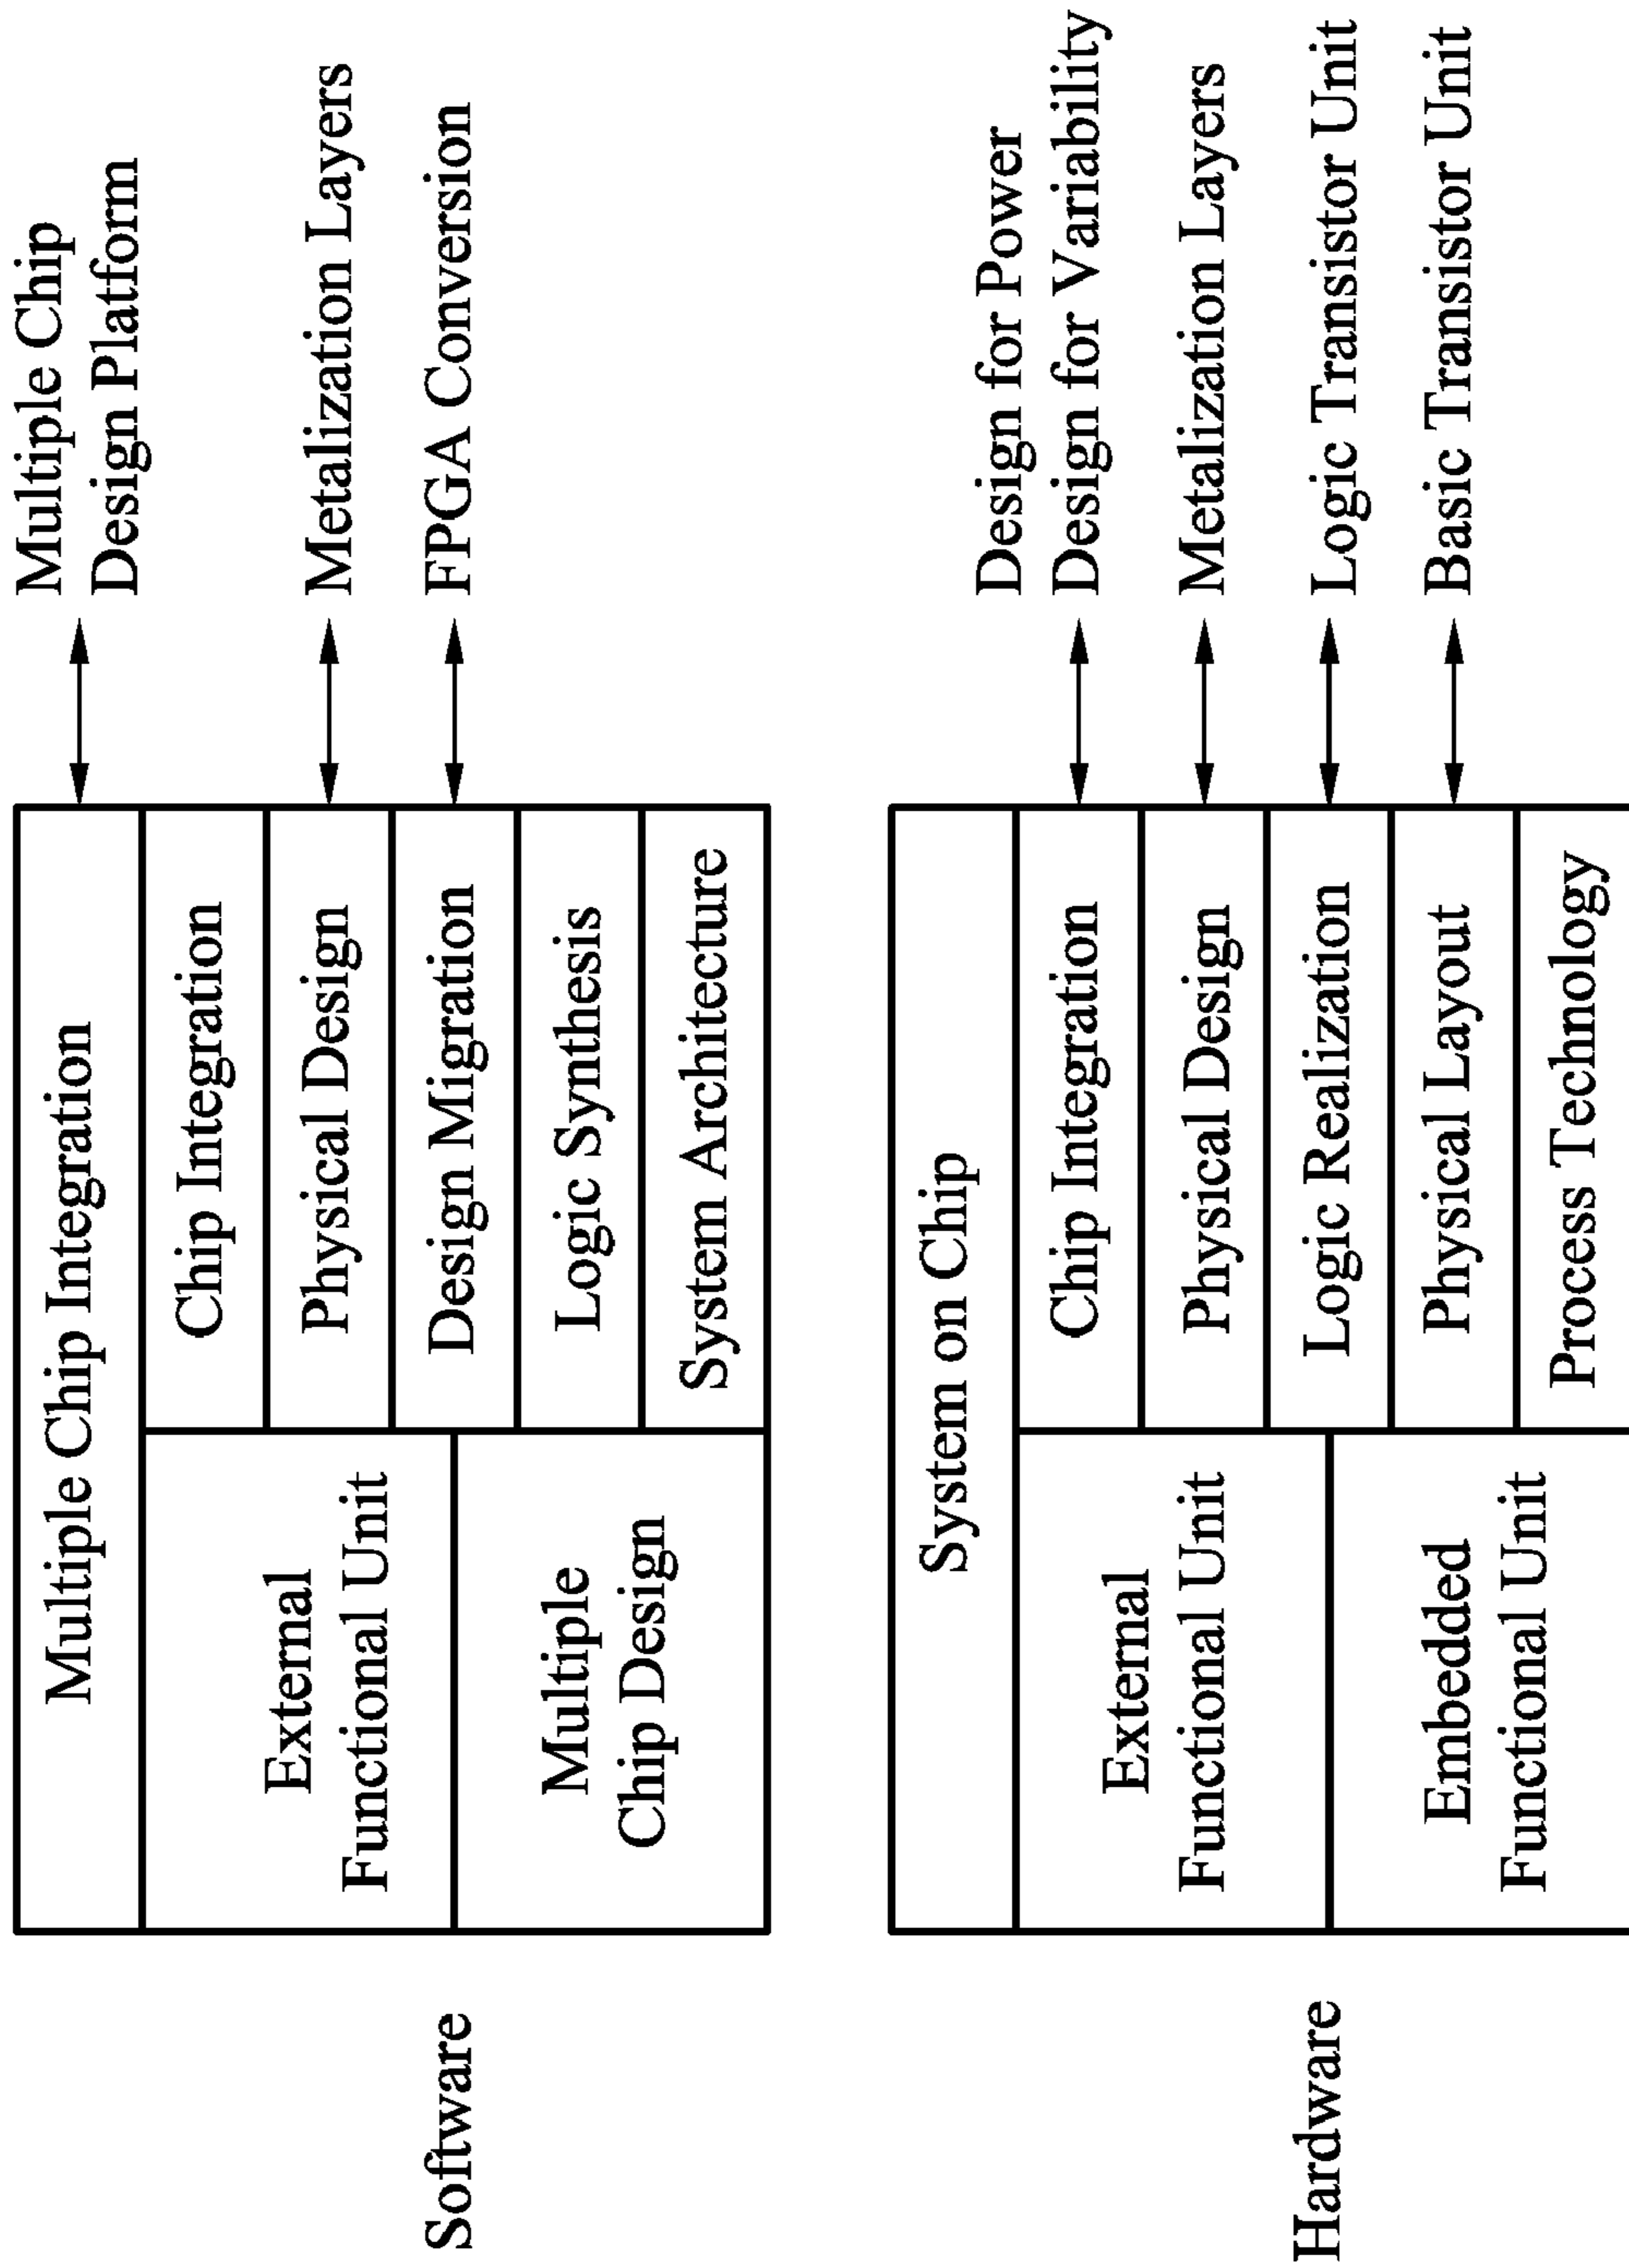 Software
Multiple Chip Integration
External
Functional Unit
Multiple
Chip Design
Chip Integration
Physical Design
Design Migration
Logic Synthesis
System Architecture
Multiple Chip
Design Platform
Metalization Layers
FPGA Conversion
Hardware
System on Chip
External
Functional Unit
Embedded
Functional Unit
Chip Integration
Physical Design
Logic Realization
Physical Layout
Process Technology
Design for Power
Design for Variability
Metalization Layers
Logic Transistor Unit
Basic Transistor Unit